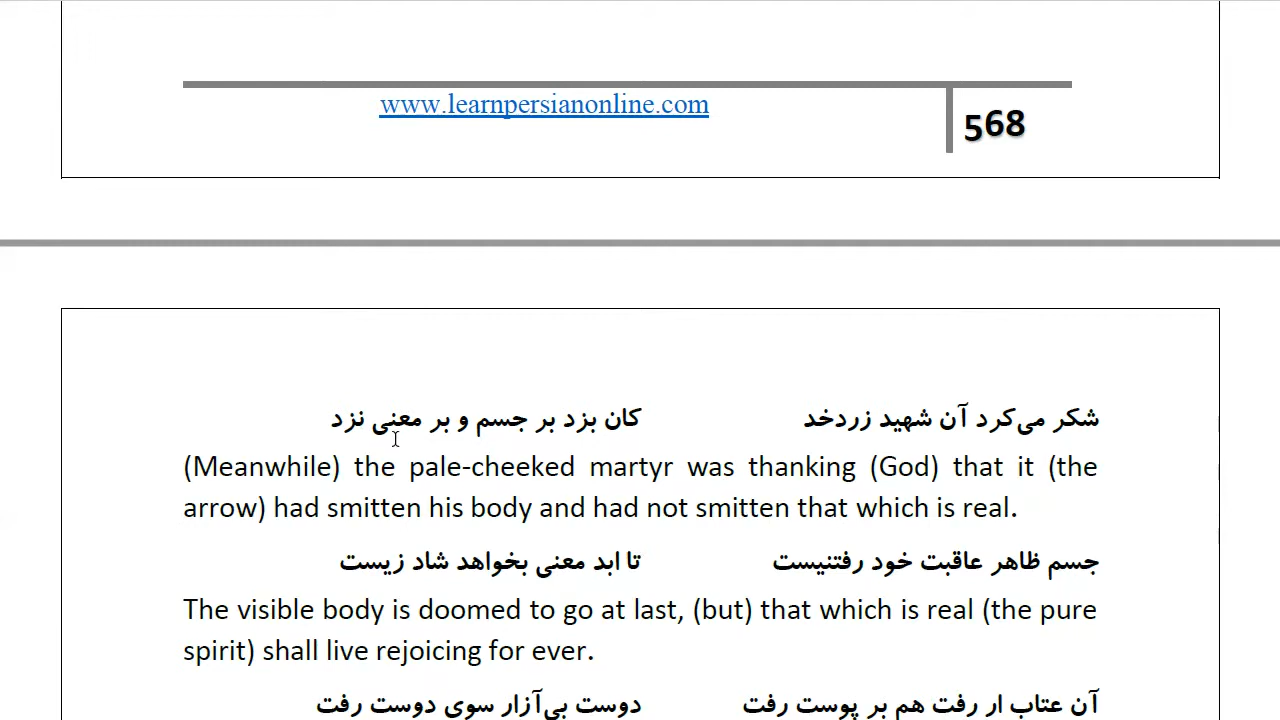 www.learnpersianonline.com
568
شکر می‌کرد آن شهید زردخد کان بزد بر جسم و بر معنی نزد
(Meanwhile) the pale-cheeked martyr was thanking (God) that it (the
arrow) had smitten his body and had not smitten that which is real.
جسم ظاهر عاقبت خود رفتنیست تا ابد معنی بخواهد شاد زیست
The visible body is doomed to go at last, (but) that which is real (the pure
spirit) shall live rejoicing for ever.
آن عتاب ار رفت هم بر پوست رفت دوست بی‌آزار سوی دوست رفت